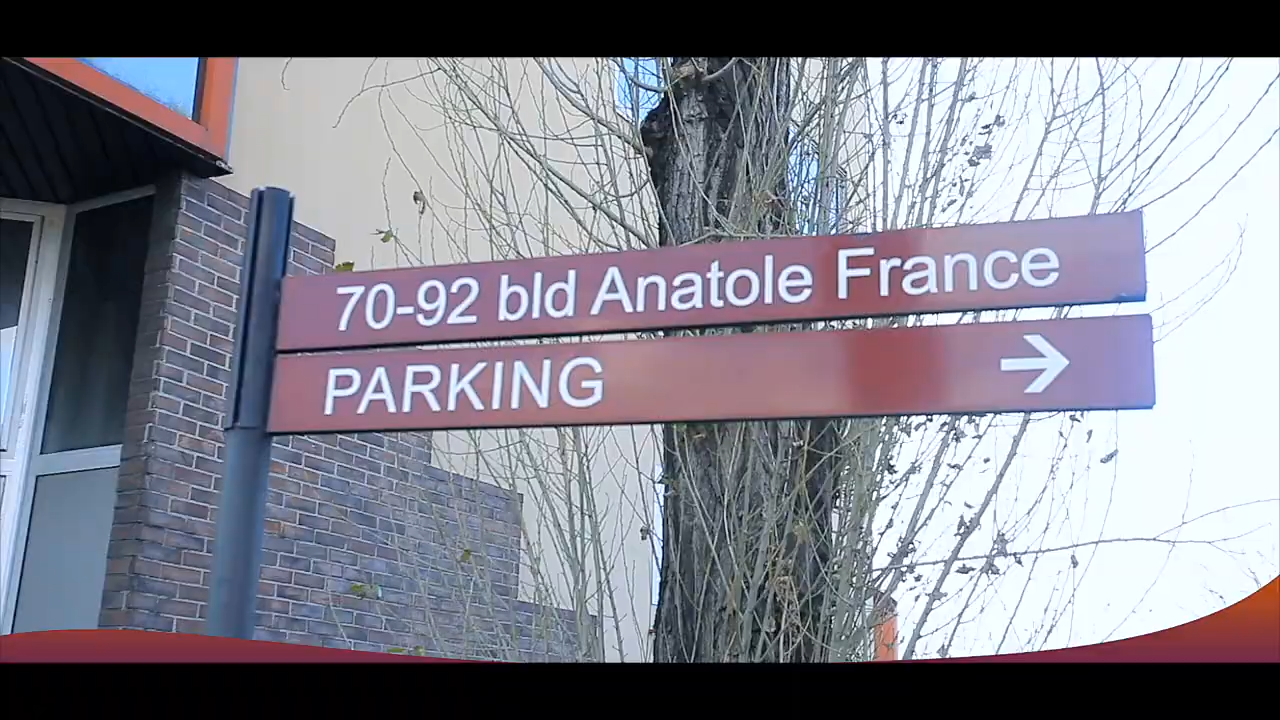 70-92 bld Anatole France
PARKING →